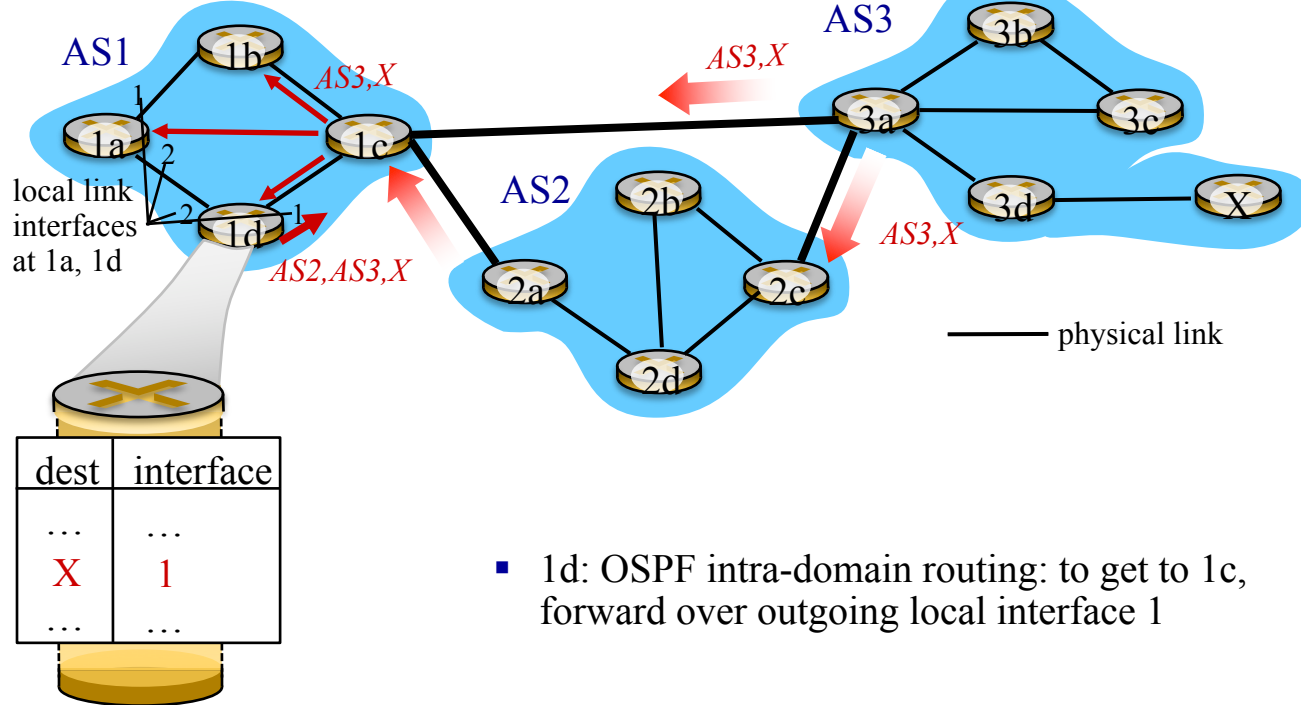 AS3
3b
AS1
1b
AS3,X
AS3,X
1
3a
3c
1a
1c
2
local link
interfaces
at 1a, 1d
AS2
2b
3d
X
2
1
1d
AS3,X
AS2,AS3,X
2a
2c
physical link
2d
dest interface
… …
X 1
… …
▪ 1d: OSPF intra-domain routing: to get to 1c,
forward over outgoing local interface 1